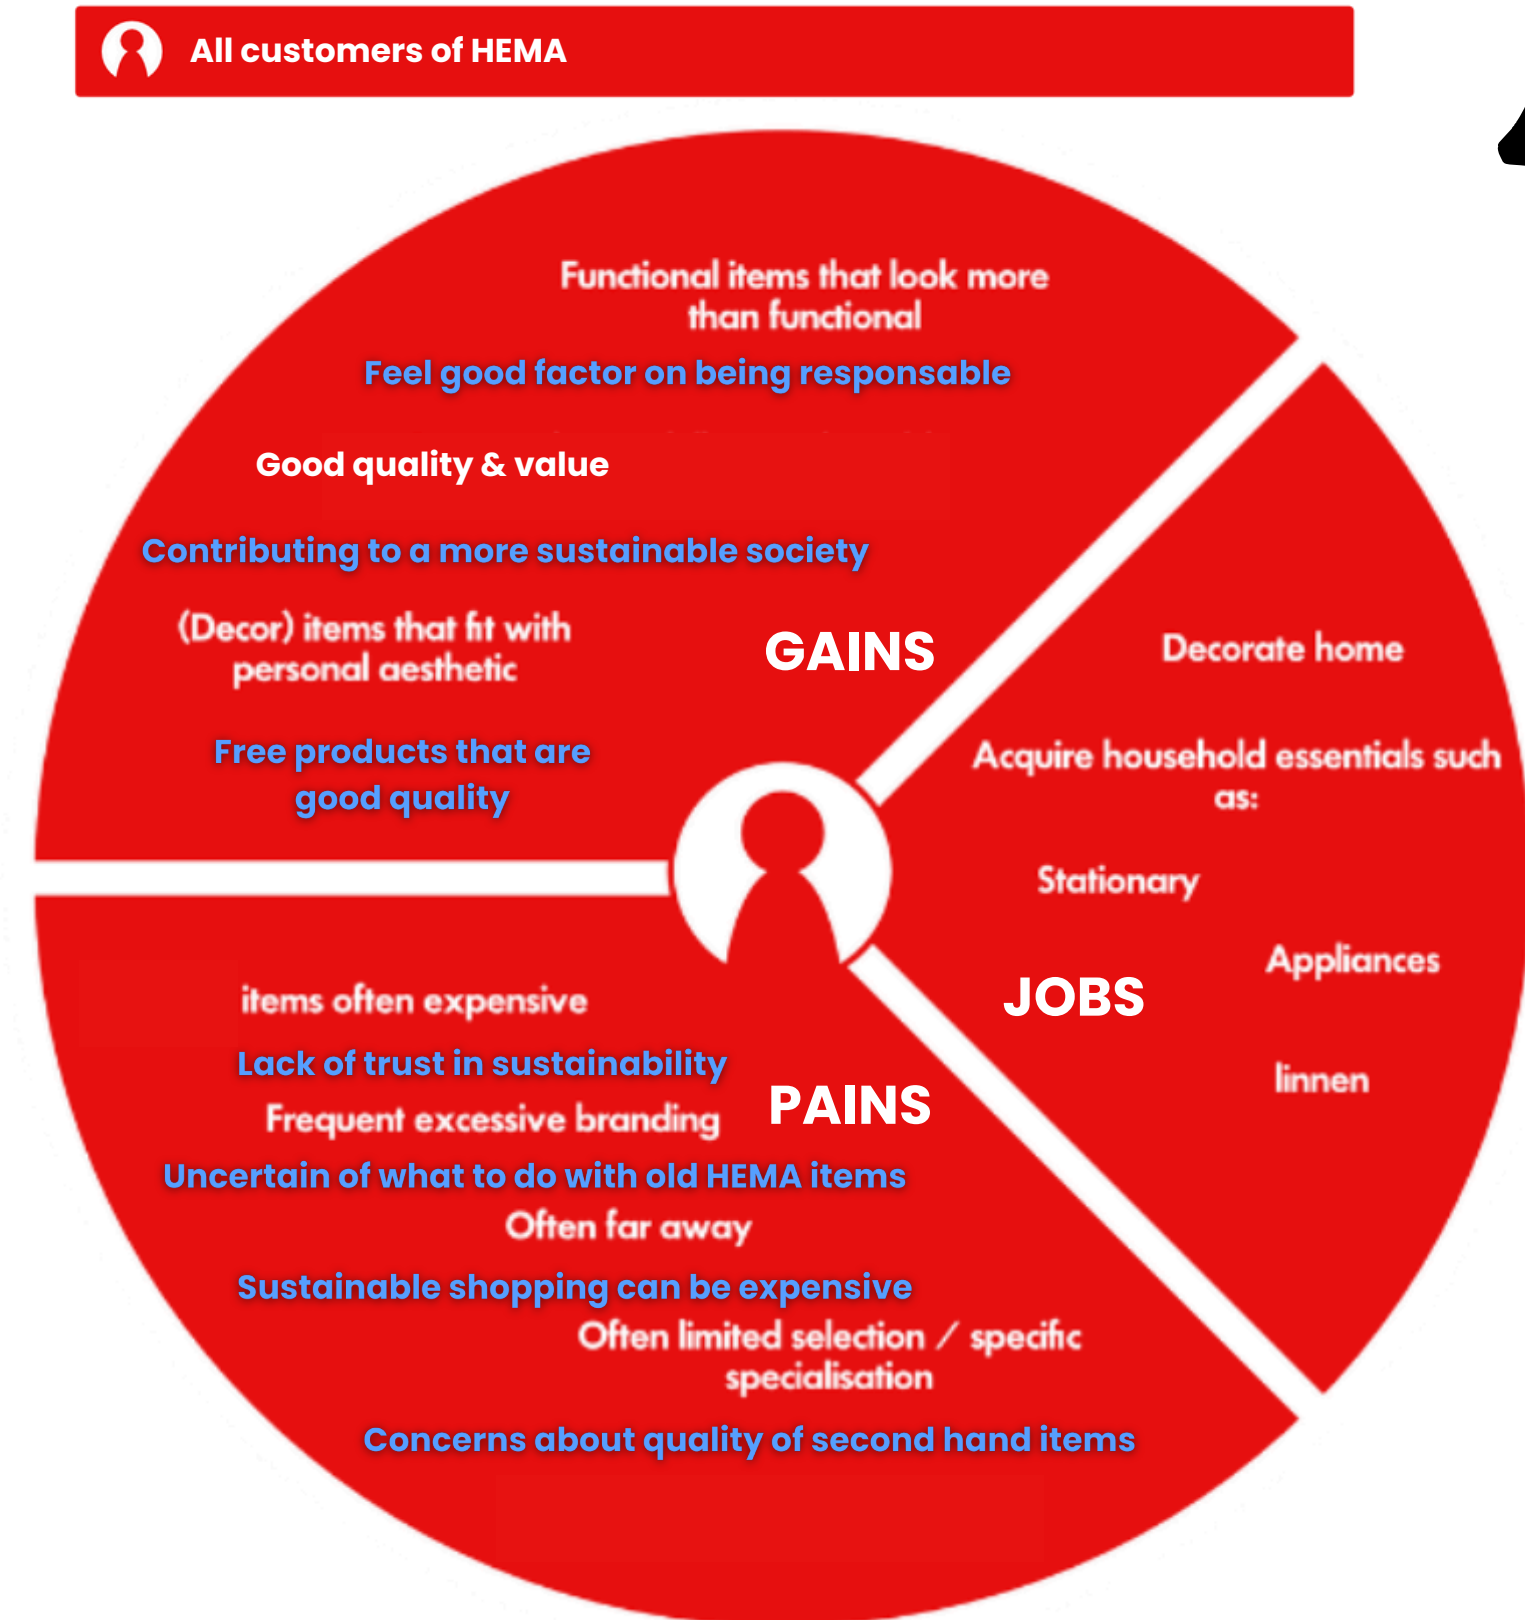 All customers of HEMA
Functional items that look more
than functional
Feel good factor on being responsable
Good quality & value
Contributing to a more sustainable society
(Decor) items that fit with
personal aesthetic
GAINS
Free products that are
good quality
Decorate home
Acquire household essentials such
as:
Stationary
Appliances
JOBS
linnen
items often expensive
Lack of trust in sustainability
Frequent excessive branding
PAINS
Uncertain of what to do with old HEMA items
Often far away
Sustainable shopping can be expensive
Often limited selection / specific
specialisation
Concerns about quality of second hand items